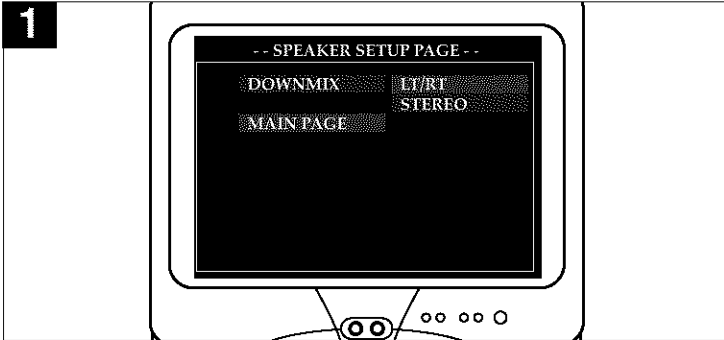 1
- - SPEAKER SETUP PAGE - -
DOWNMIX LT/RT
STEREO
MAIN PAGE